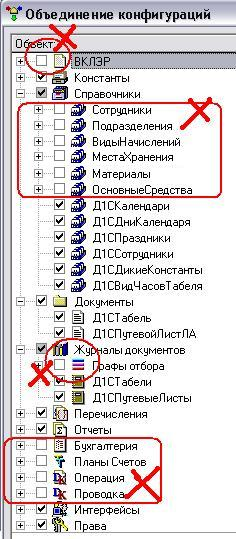 Объединение конфигураций
Объект
ВКЛЭР
Константы
Справочники
Сотрудники
Подразделения
ВидыНачислений
МестаХранения
Материалы
ОсновныеСредства
Д1СКалендари
Д1СДниКалендаря
Д1СПраздники
Д1ССотрудники
Д1СДикиеКонстанты
Д1СВидЧасовТабеля
Документы
Д1СТабель
Д1СПутевойЛистЛА
Журналы документов
Графы отбора
Д1СТабели
Д1СПутевыеЛисты
Перечисления
Отчеты
Бухгалтерия
Планы Счетов
Операция
Проводка
Интерфейсы
Права